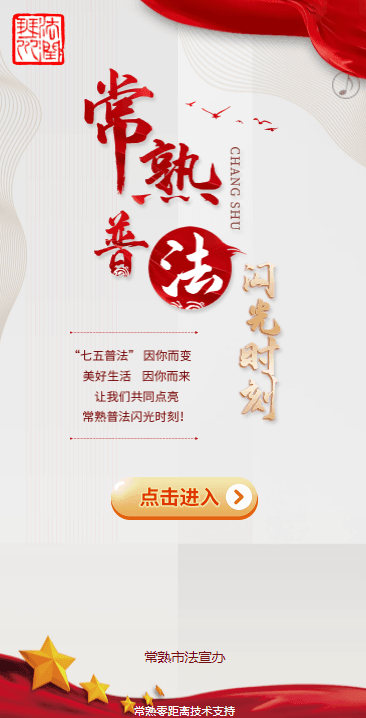 常熟
CHANG SHU
普法
闪光时刻
“七五普法” 因你而变
美好生活 因你而来
让我们共同点亮
常熟普法闪光时刻！
点击进入
常熟市法宣办
常熟零距离技术支持